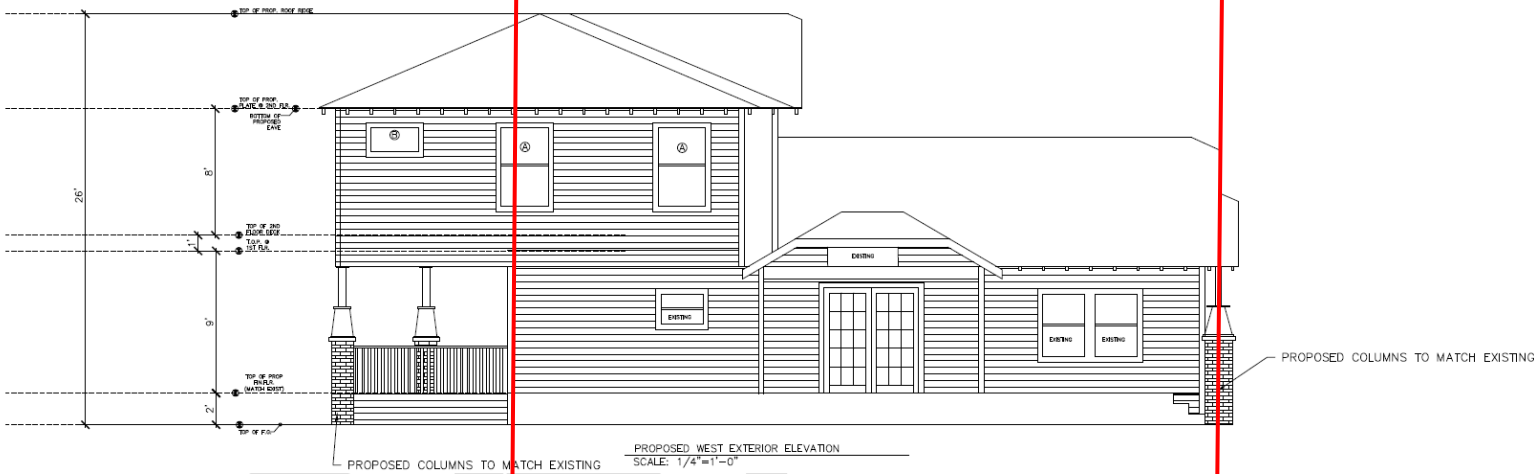 TOP OF PROP. ROOF RIDGE
TOP OF PROP.
PLATE @ 2ND FLR.
BOTTOM OF
PROPOSED
EAVE
B
A
A
8'
26'
TOP OF 2ND
FLOOR DECK
1'
T.O.P. @
1ST FLR.
EXISTING
9'
EXISTING
EXISTING
EXISTING
PROPOSED COLUMNS TO MATCH EXISTING
TOP OF PROP
FIN.FLR.
(MATCH EXIST)
2'
TOP OF F.G.
PROPOSED WEST EXTERIOR ELEVATION
SCALE: 1/4"=1'-0"
PROPOSED COLUMNS TO MATCH EXISTING